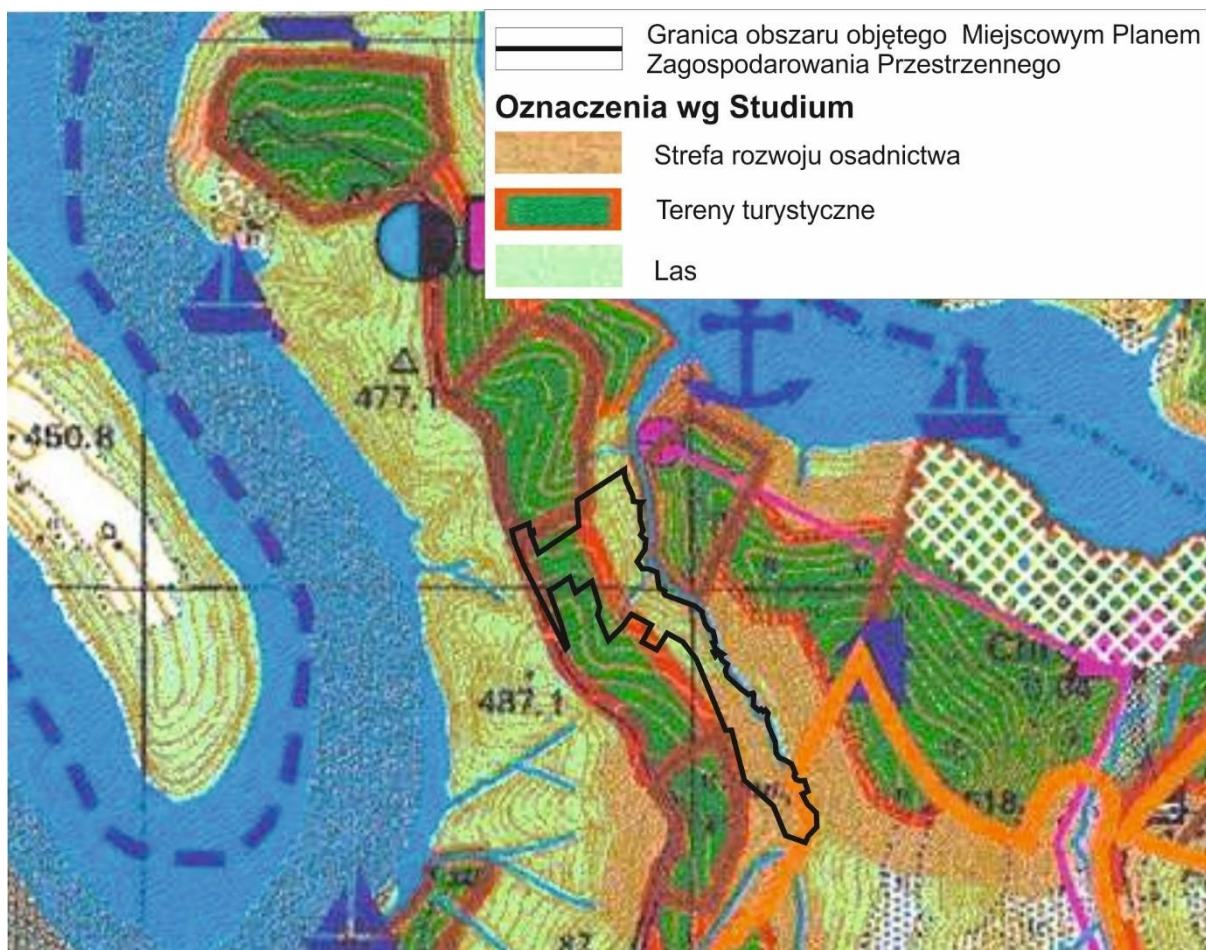 Granica obszaru objętego Miejscowym Planem
Zagospodarowania Przestrzennego
Oznaczenia wg Studium
Strefa rozwoju osadnictwa
Tereny turystyczne
Las
477,1
450.8
487,1